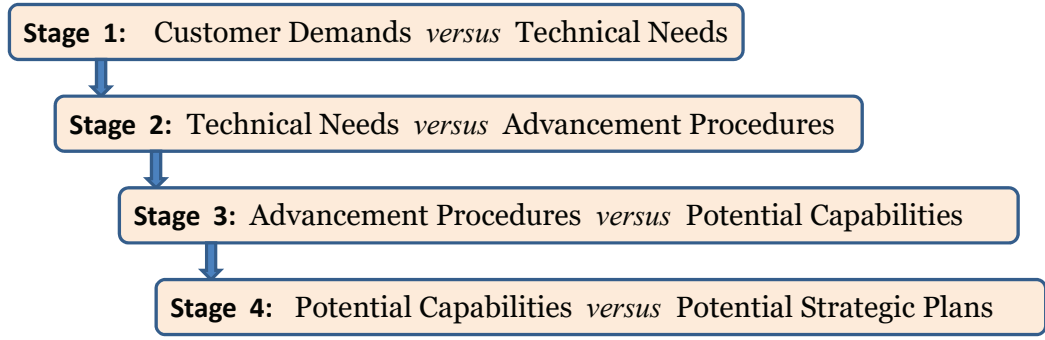 Stage 1: Customer Demands versus Technical Needs
Stage 2: Technical Needs versus Advancement Procedures
Stage 3: Advancement Procedures versus Potential Capabilities
Stage 4: Potential Capabilities versus Potential Strategic Plans